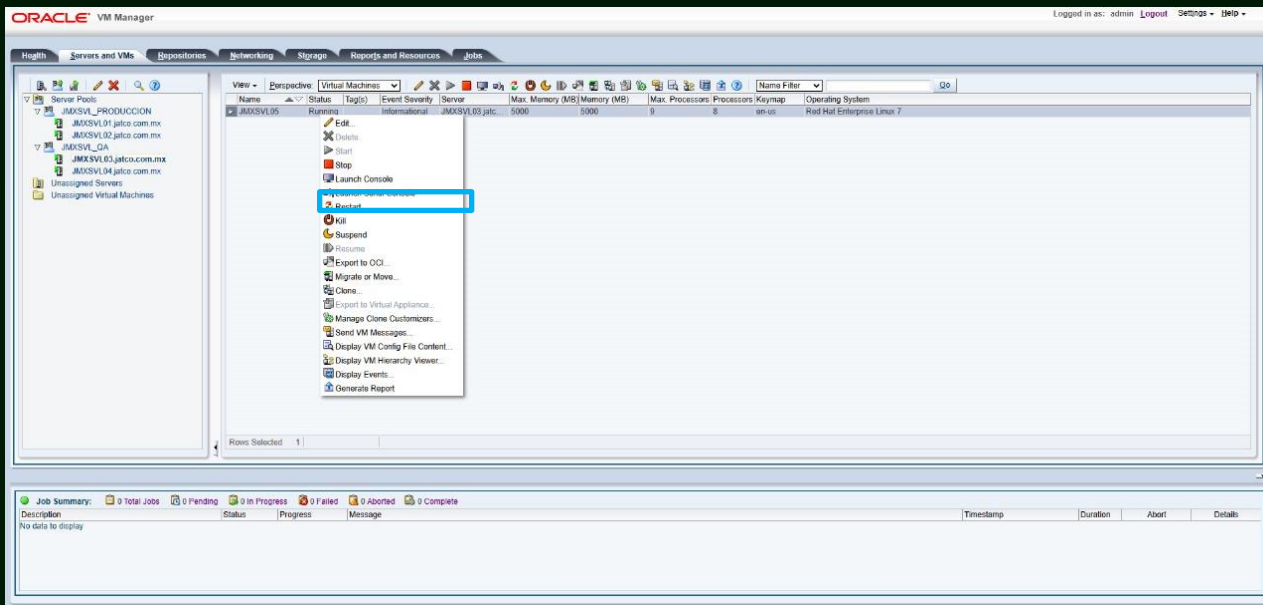 ORACLE VM Manager
Logged in as: admin Logout Settings Help
Health Servers and VMs Repositories Networking Storage Reports and Resources Jobs
View Perspective: Virtual Machines Name Filter Go
Server Pools
JMXSVL_PRODUCCION
JMXSVL01.jatco.com.mx
JMXSVL02.jatco.com.mx
JMXSVL_QA
JMXSVL03.jatco.com.mx
JMXSVL04.jatco.com.mx
Unassigned Servers
Unassigned Virtual Machines
Name Status Tag(s) Event Severity Server Max. Memory (MB) Memory (MB) Max. Processors Processors Keymap Operating System
JMXSVL05 Running Informational JMXSVL03.jatc... 5000 5000 9 8 en-us Red Hat Enterprise Linux 7
Edit...
Delete
Start
Stop
Launch Console
Launch Serial Console
Restart
Kill
Suspend
Resume
Export to OCI...
Migrate or Move...
Clone...
Export to Virtual Appliance...
Manage Clone Customizers...
Send VM Messages...
Display VM Config File Content...
Display VM Hierarchy Viewer...
Display Events...
Generate Report
Rows Selected 1
Job Summary: 0 Total Jobs 0 Pending 0 In Progress 0 Failed 0 Aborted 0 Complete
Description Status Progress Message Timestamp Duration Abort Details
No data to display